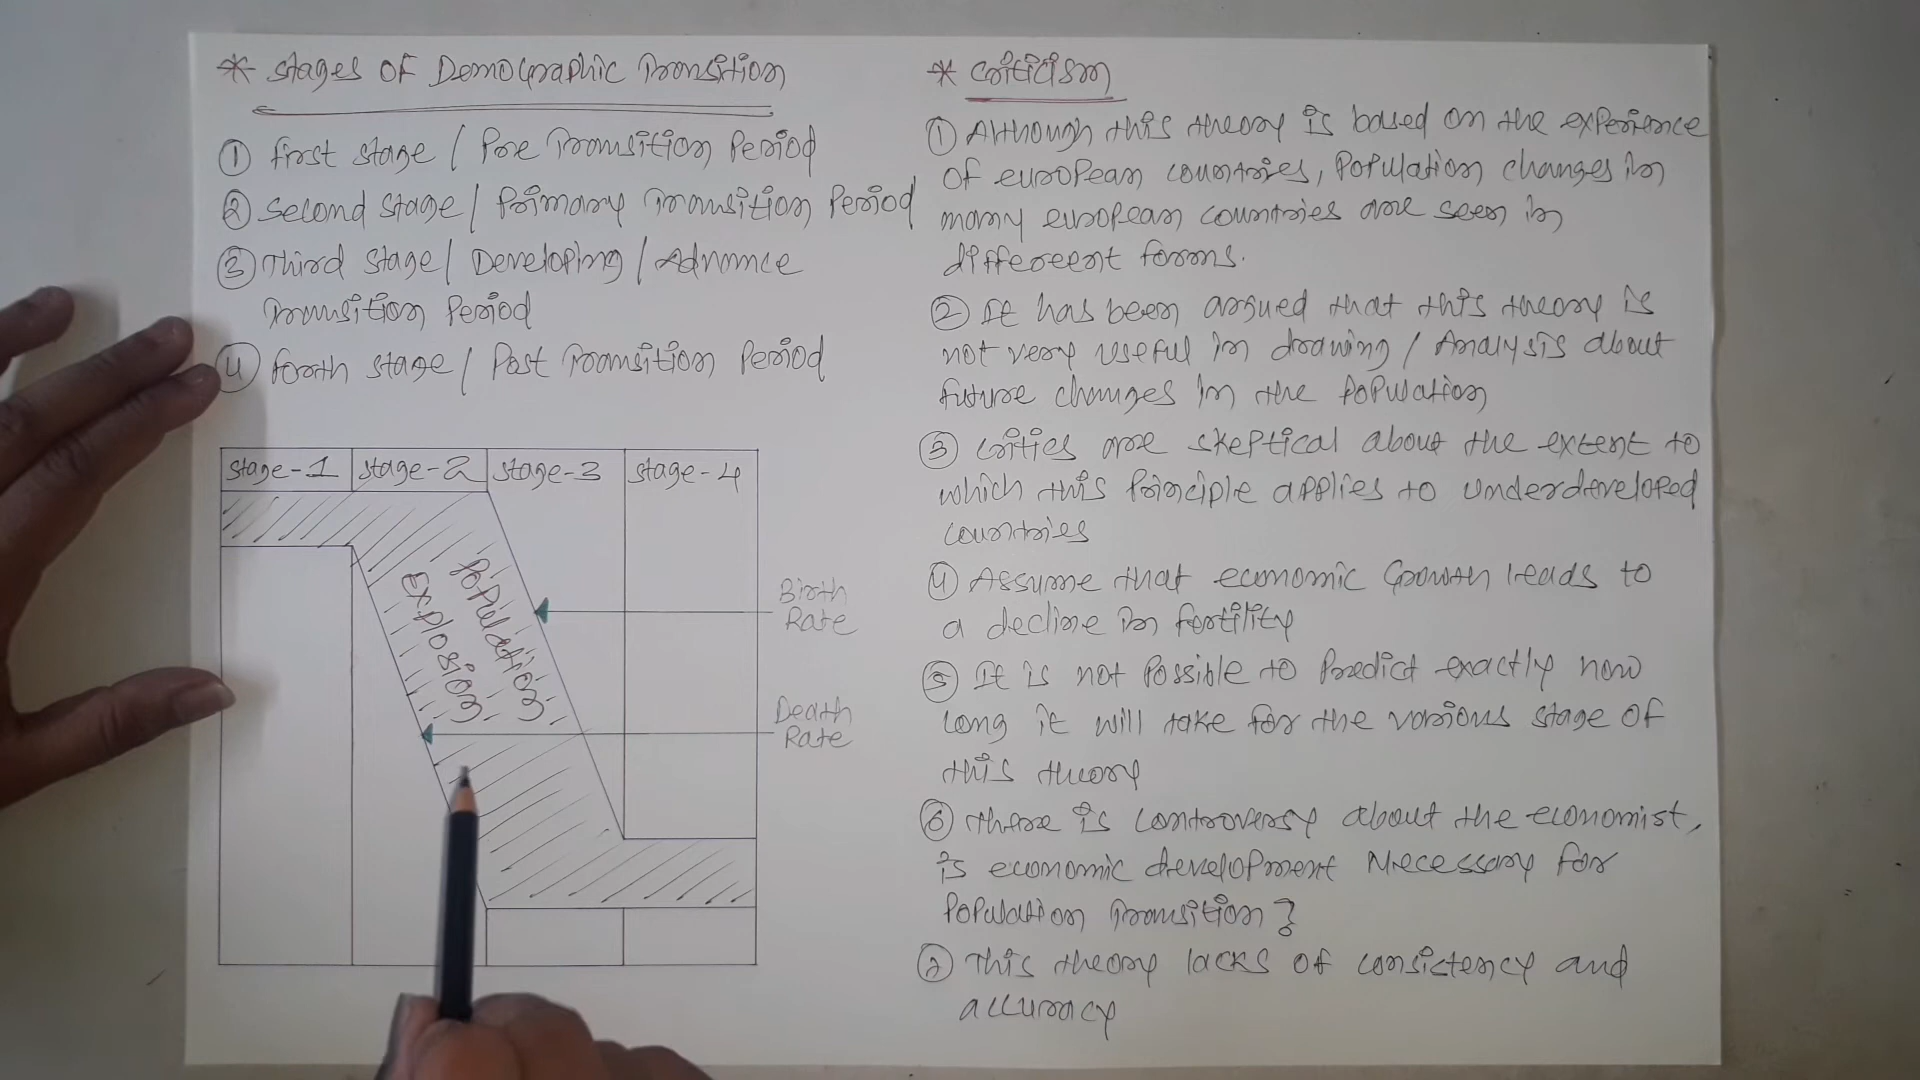 * Stages OF Demographic Transition
① First stage / Pre Transition Period
② Second stage / Primary Transition Period
③ Third stage / Developing / Advance
Transition Period
④ Forth stage / Post Transition Period
Stage-1 Stage-2 Stage-3 Stage-4
Population
Explosion
Birth
Rate
Death
Rate
* Criticism
① Although this theory is based on the experience
of european countries, Population changes in
many european countries are seen in
differeent forms.
② It has been argued that this theory is
not very useful in drawing / Analysis about
future changes in the population
③ Crities are skeptical about the extent to
which this Principle applies to underdeveloped
countries
④ Assume that economic Growth leads to
a decline in fertility
⑤ It is not Possible to Predict exactly how
long it will take for the various stage of
this theory
⑥ There is controversy about the economist,
is economic development Necessary for
Population Transition?
⑦ This theory lacks of consistency and
accuracy